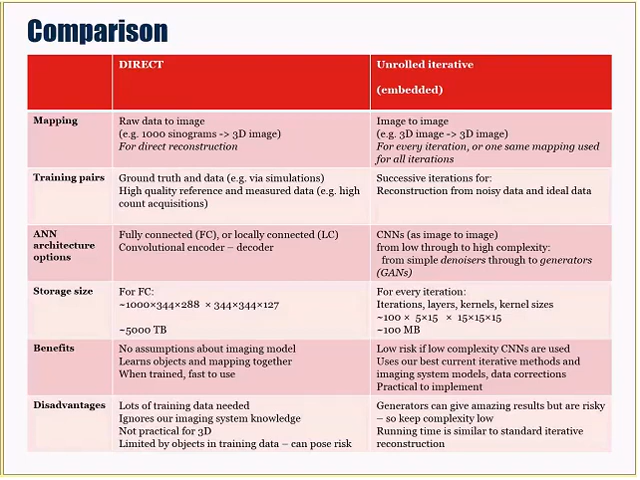 Comparison
DIRECT
Unrolled iterative
(embedded)
Mapping
Raw data to image
(e.g. 1000 sinograms -> 3D image)
For direct reconstruction
Image to image
(e.g. 3D image -> 3D image)
For every iteration, or one same mapping used
for all iterations
Training pairs
Ground truth and data (e.g. via simulations)
High quality reference and measured data (e.g. high
count acquisitions)
Successive iterations for:
Reconstruction from noisy data and ideal data
ANN
architecture
options
Fully connected (FC), or locally connected (LC)
Convolutional encoder – decoder
CNNs (as image to image)
from low through to high complexity:
from simple denoisers through to generators
(GANs)
Storage size
For FC:
~1000×344×288 × 344×344×127
~5000 TB
For every iteration:
Iterations, layers, kernels, kernel sizes
~100 × 5×15 × 15×15×15
~100 MB
Benefits
No assumptions about imaging model
Learns objects and mapping together
When trained, fast to use
Low risk if low complexity CNNs are used
Uses our best current iterative methods and
imaging system models, data corrections
Practical to implement
Disadvantages
Lots of training data needed
Ignores our imaging system knowledge
Not practical for 3D
Limited by objects in training data – can pose risk
Generators can give amazing results but are risky
– so keep complexity low
Running time is similar to standard iterative
reconstruction